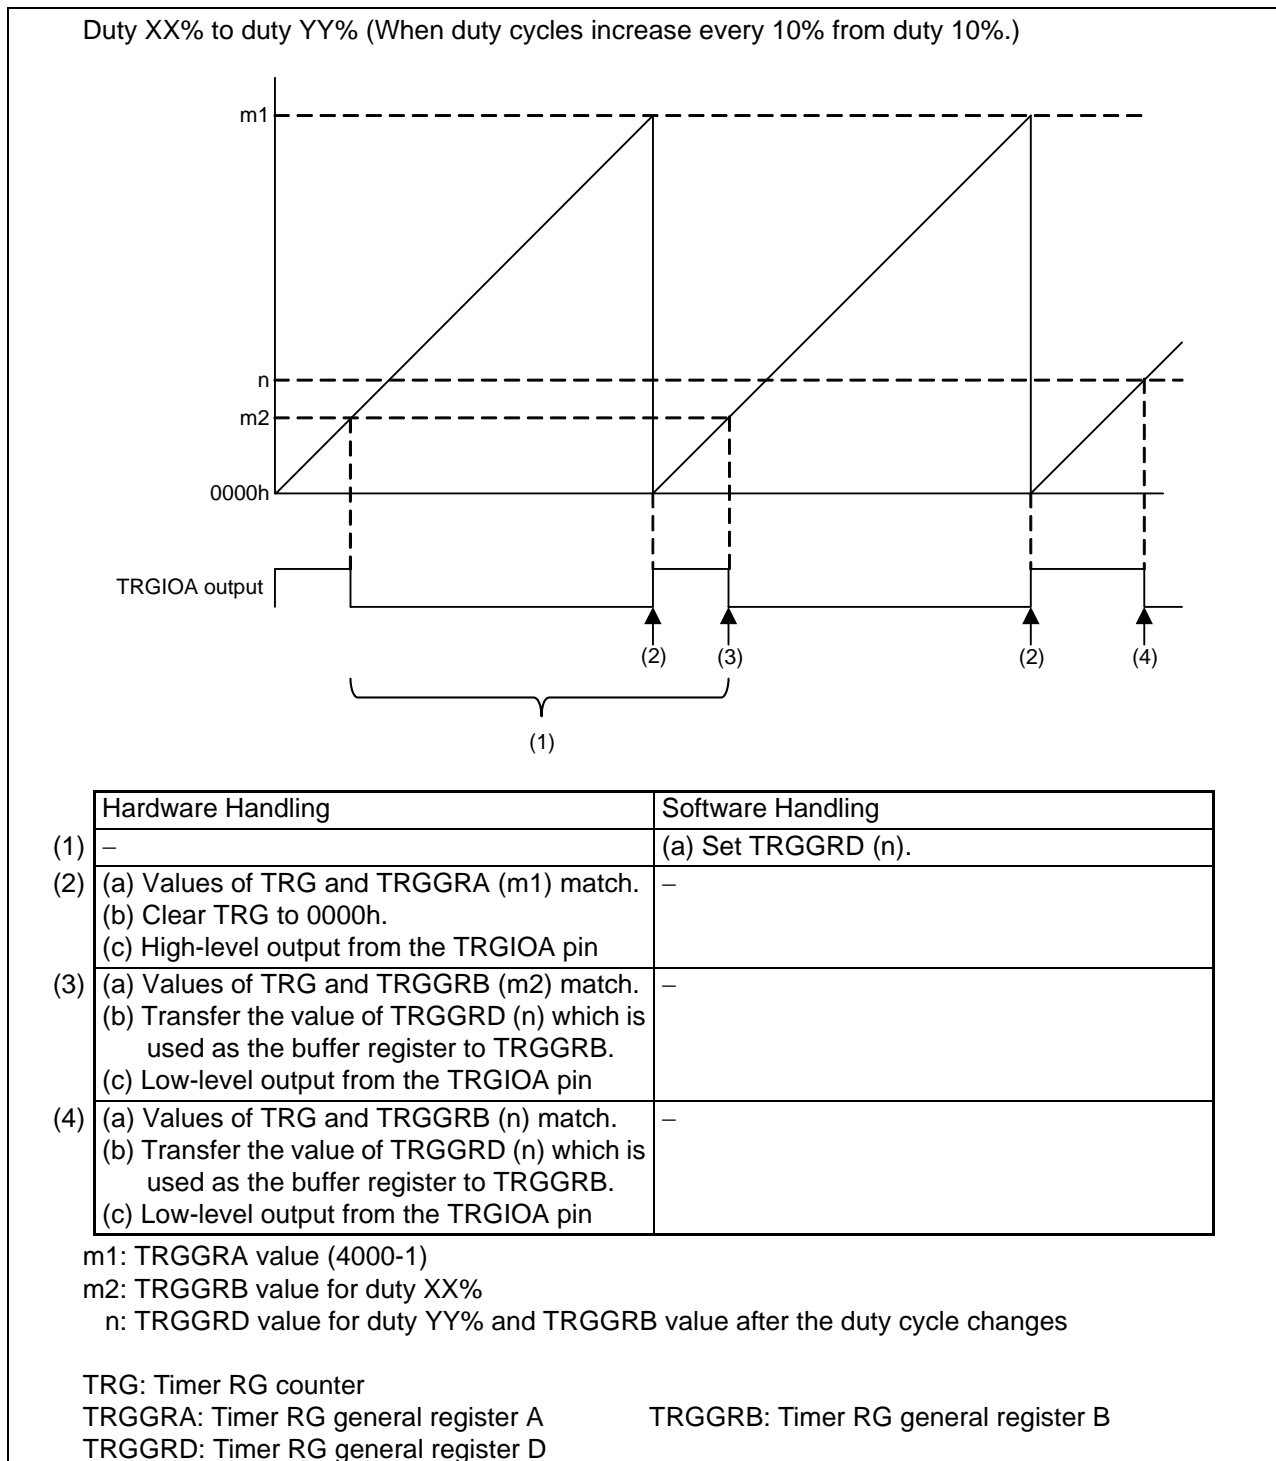 Duty XX% to duty YY% (When duty cycles increase every 10% from duty 10%.)
m1
n
m2
0000h
TRGIOA output
(2)
(3)
(2)
(4)
(1)
Hardware Handling
Software Handling
(1)
–
(a) Set TRGGRD (n).
(2)
(a) Values of TRG and TRGGRA (m1) match.
(b) Clear TRG to 0000h.
(c) High-level output from the TRGIOA pin
–
(3)
(a) Values of TRG and TRGGRB (m2) match.
(b) Transfer the value of TRGGRD (n) which is
used as the buffer register to TRGGRB.
(c) Low-level output from the TRGIOA pin
–
(4)
(a) Values of TRG and TRGGRB (n) match.
(b) Transfer the value of TRGGRD (n) which is
used as the buffer register to TRGGRB.
(c) Low-level output from the TRGIOA pin
–
m1: TRGGRA value (4000-1)
m2: TRGGRB value for duty XX%
n: TRGGRD value for duty YY% and TRGGRB value after the duty cycle changes
TRG: Timer RG counter
TRGGRA: Timer RG general register A TRGGRB: Timer RG general register B
TRGGRD: Timer RG general register D